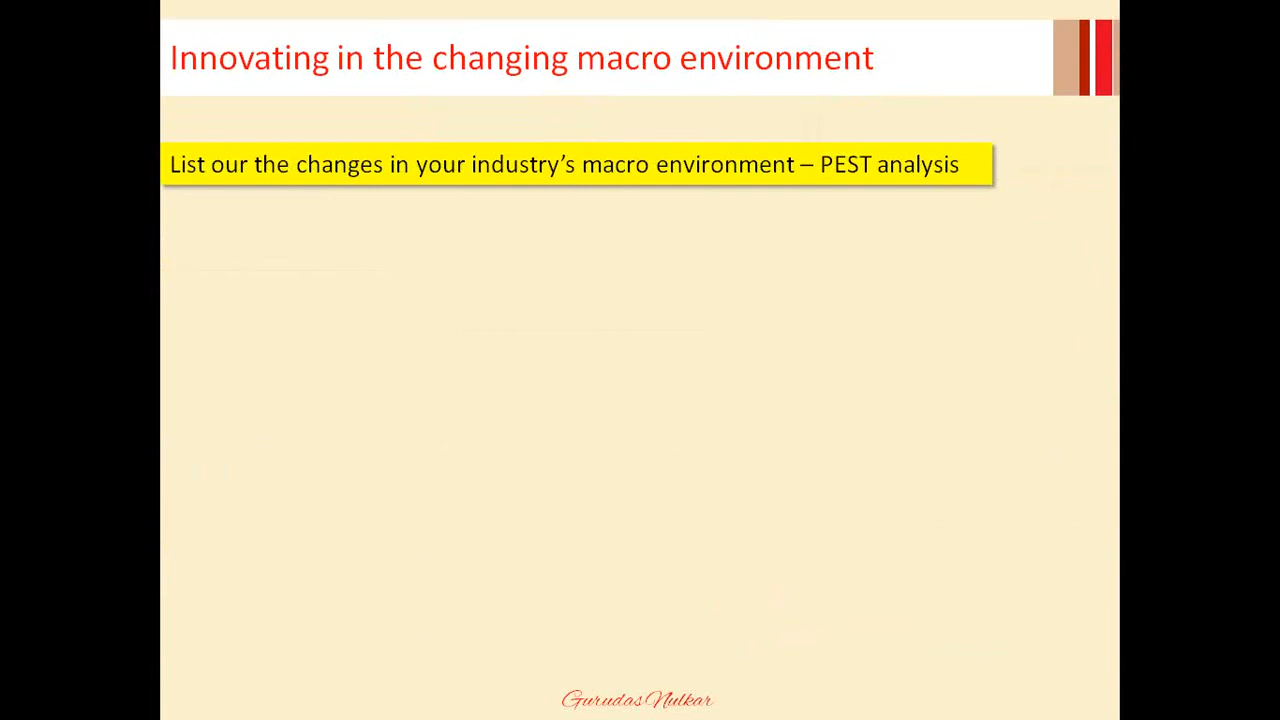 Innovating in the changing macro environment
List our the changes in your industry’s macro environment – PEST analysis
Gurudas Nulkar